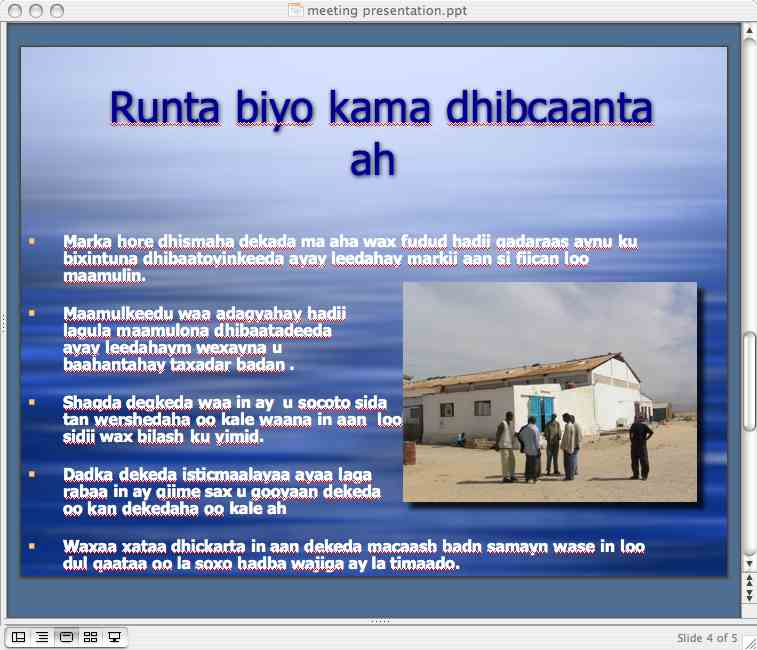 meeting presentation.ppt
Runta biyo kama dhibcaanta
ah
Marka hore dhismaha dekada ma aha wax fudud hadii qadaraas aynu ku
bixintuna dhibaatoyinkeeda ayay leedahay markii aan si fiican loo
maamulin.
Maamulkeedu waa adagyahay hadii
lagula maamulona dhibaatadeeda
ayay leedahaym wexayna u
baahantahay taxadar badan .
Shaqda degkeda waa in ay u socoto sida
tan wershedaha oo kale waana in aan loo
sidii wax bilash ku yimid.
Dadka dekeda isticmaalayaa ayaa laga
rabaa in ay qiime sax u gooyaan dekeda
oo kan dekedaha oo kale ah
Waxaa xataa dhickarta in aan dekeda macaash badn samayn wase in loo
dul qaataa oo la soxo hadba wajiga ay la timaado.
Slide 4 of 5